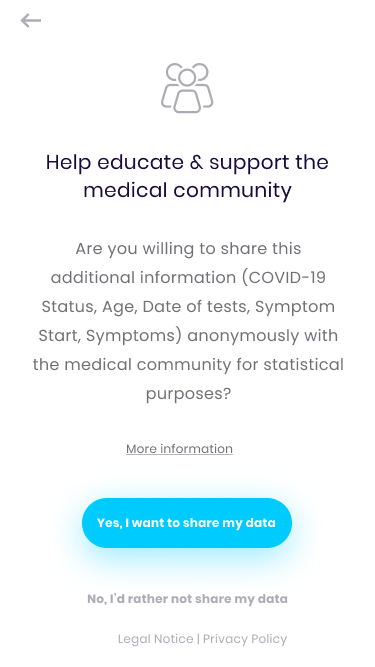 Help educate & support the
medical community
Are you willing to share this
additional information (COVID-19
Status, Age, Date of tests, Symptom
Start, Symptoms) anonymously with
the medical community for statistical
purposes?
More information
Yes, I want to share my data
No, I'd rather not share my data
Legal Notice | Privacy Policy